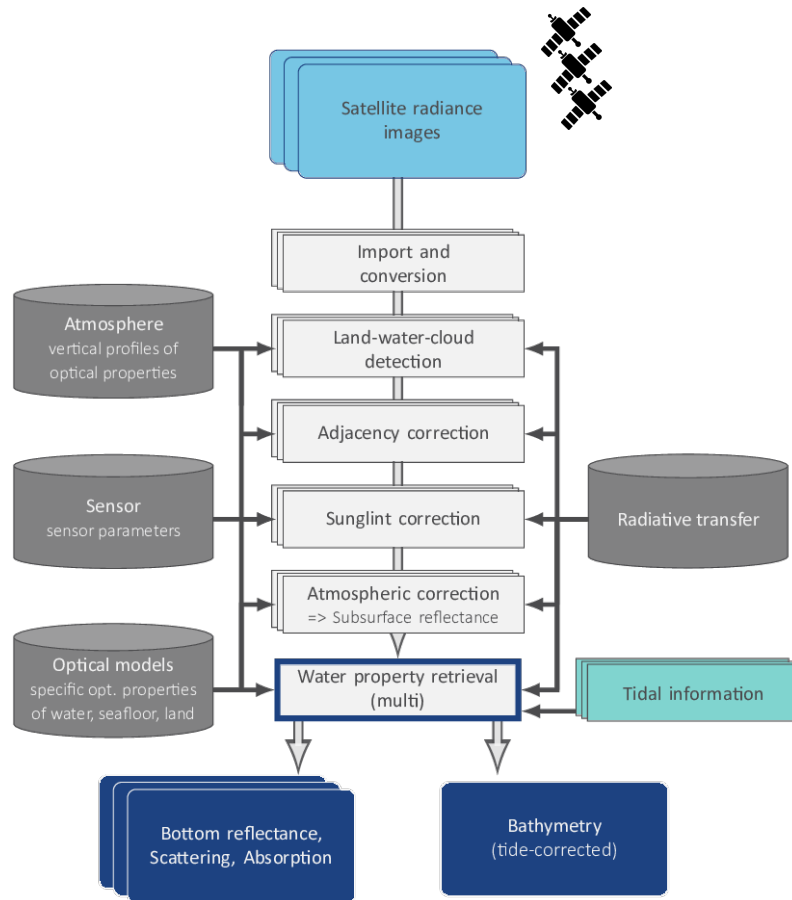 Satellite radiance
images
Import and
conversion
Atmosphere
vertical profiles of
optical properties
Land-water-cloud
detection
Adjacency correction
Sensor
sensor parameters
Sunglint correction
Radiative transfer
Atmospheric correction
=> Subsurface reflectance
Optical models
specific opt. properties
of water, seafloor, land
Water property retrieval
(multi)
Tidal information
Bottom reflectance,
Scattering, Absorption
Bathymetry
(tide-corrected)